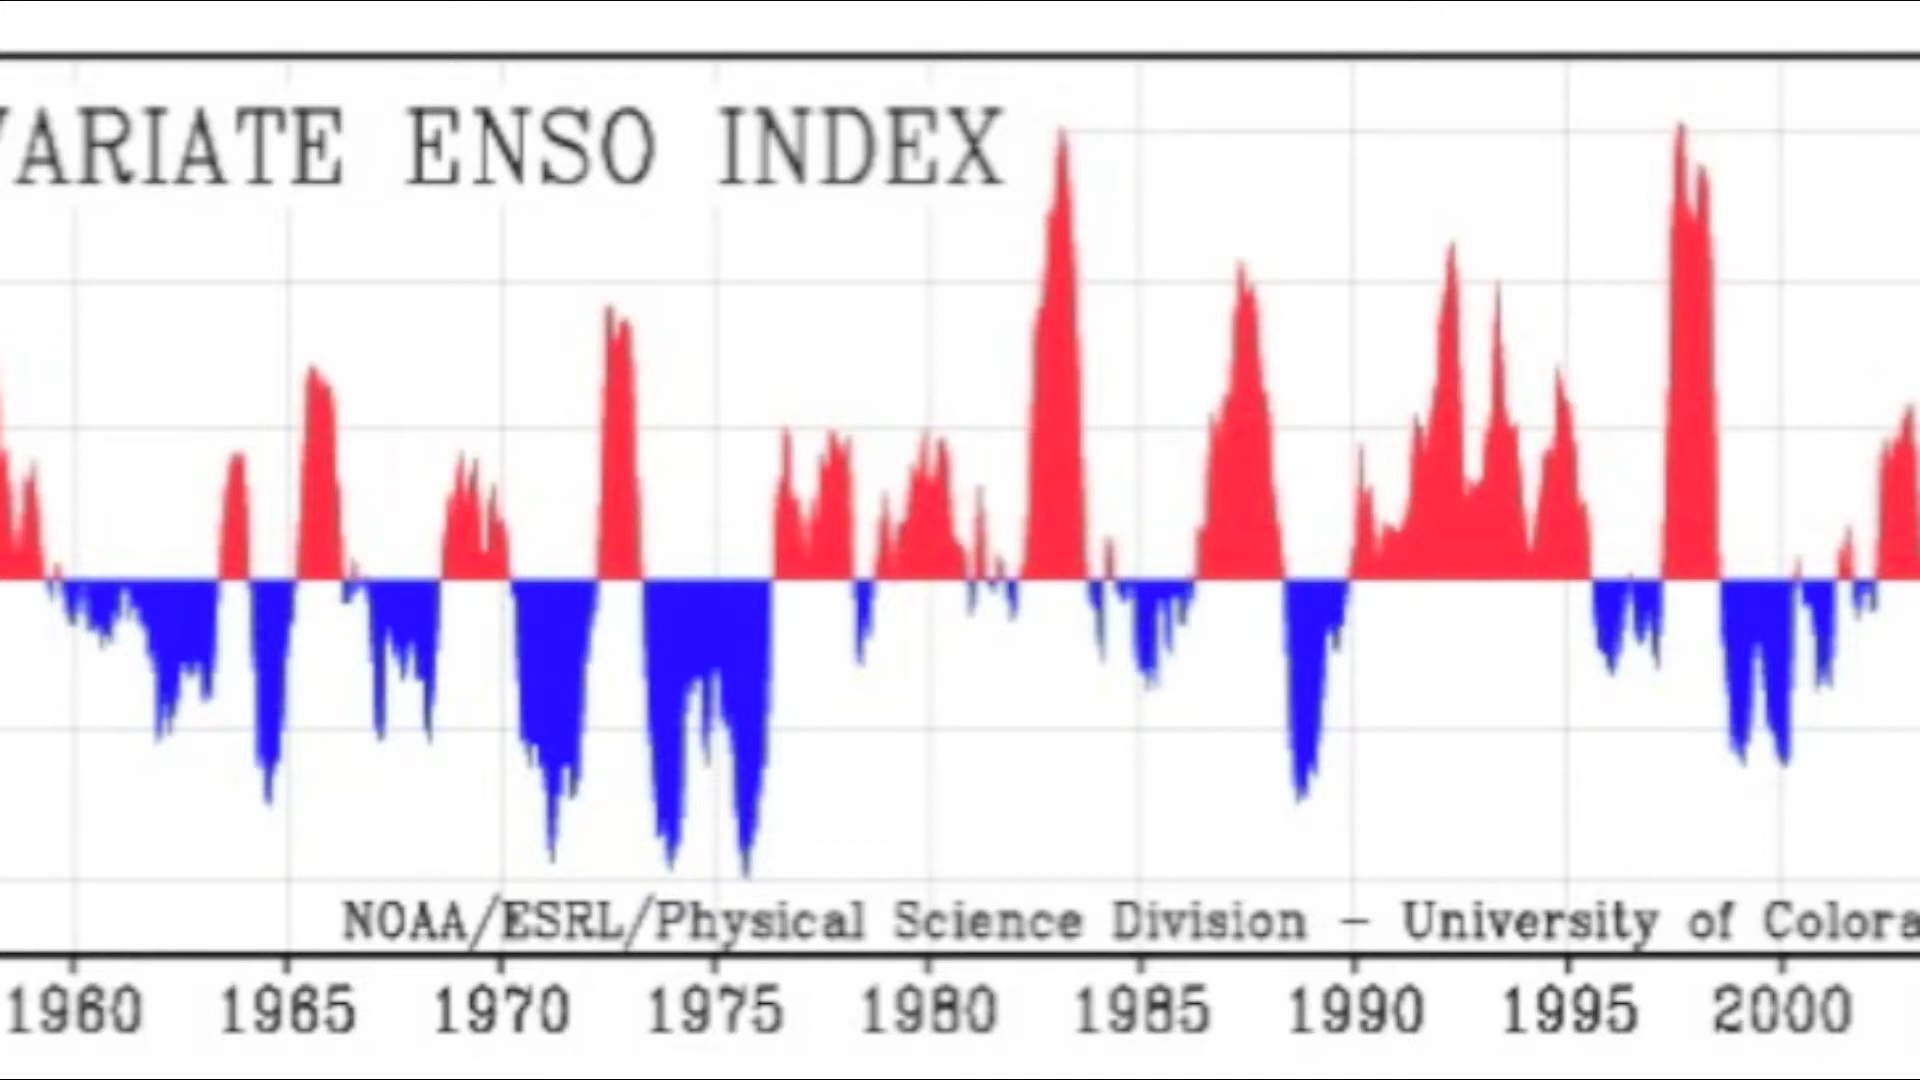 VARIATE ENSO INDEX
NOAA/ESRL/Physical Science Division – University of Colora
1960 1965 1970 1975 1980 1985 1990 1995 2000